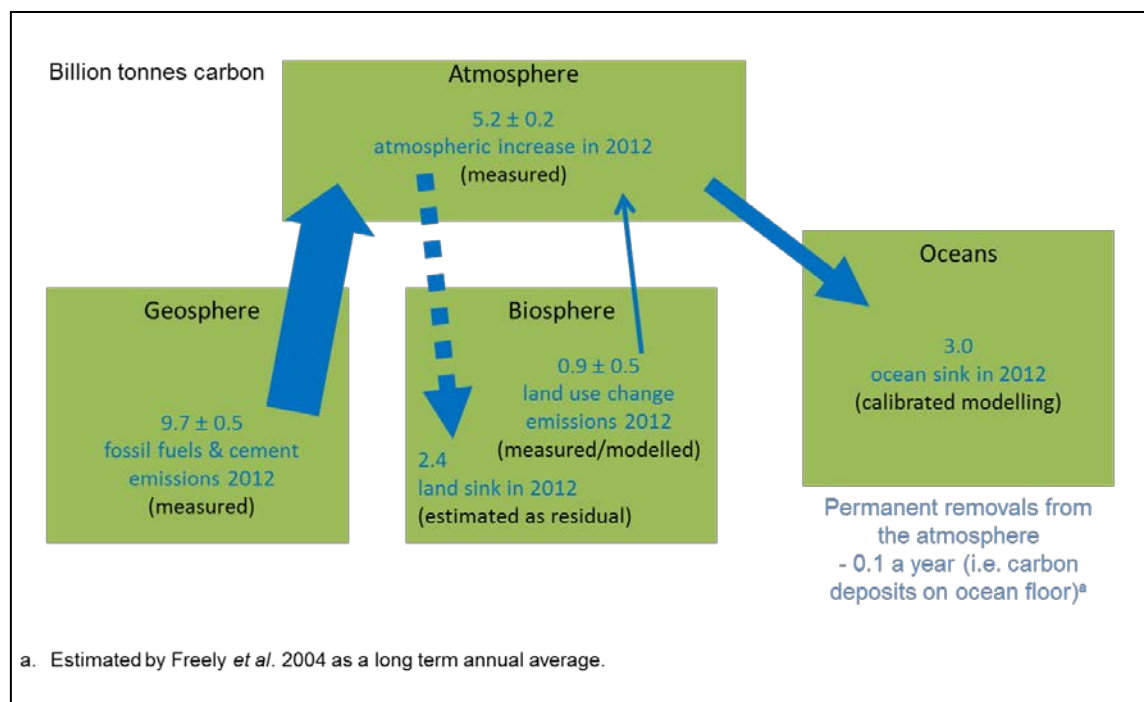 Billion tonnes carbon
Atmosphere
5.2 ± 0.2
atmospheric increase in 2012
(measured)
Geosphere
9.7 ± 0.5
fossil fuels & cement
emissions 2012
(measured)
Biosphere
0.9 ± 0.5
land use change
emissions 2012
(measured/modelled)
2.4
land sink in 2012
(estimated as residual)
Oceans
3.0
ocean sink in 2012
(calibrated modelling)
Permanent removals from
the atmosphere
- 0.1 a year (i.e. carbon
deposits on ocean floor)ᵃ
a. Estimated by Freely et al. 2004 as a long term annual average.